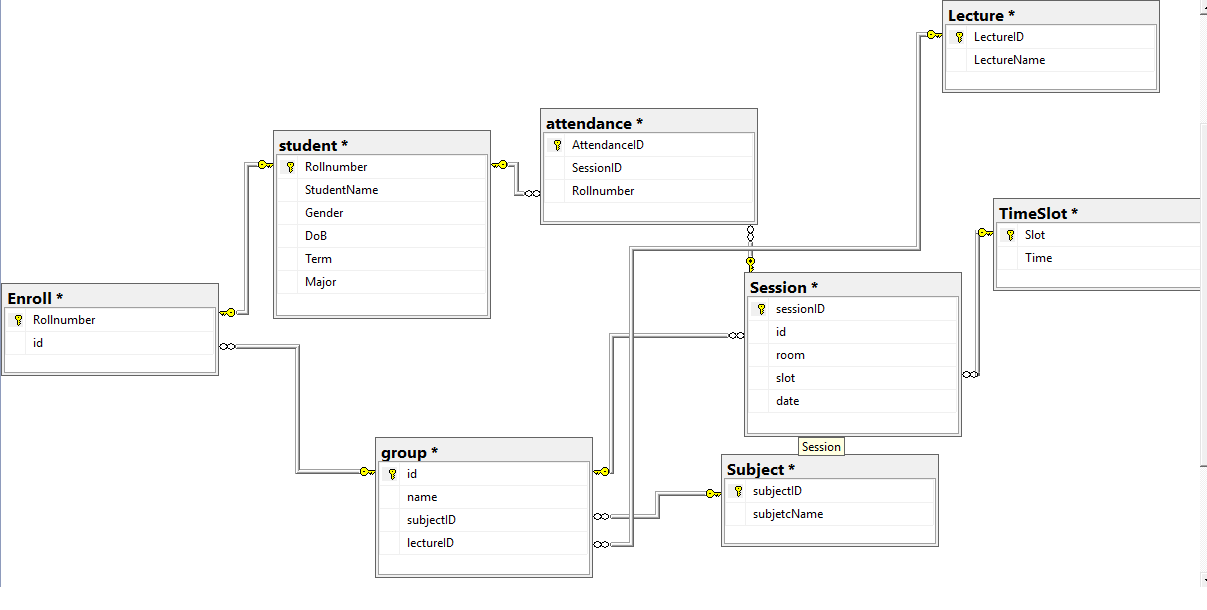 Lecture *
LectureID
LectureName
attendance *
AttendanceID
SessionID
Rollnumber
student *
Rollnumber
StudentName
Gender
DoB
Term
Major
TimeSlot *
Slot
Time
Enroll *
Rollnumber
id
Session *
sessionID
id
room
slot
date
Session
group *
id
name
subjectID
lectureID
Subject *
subjectID
subjetcName